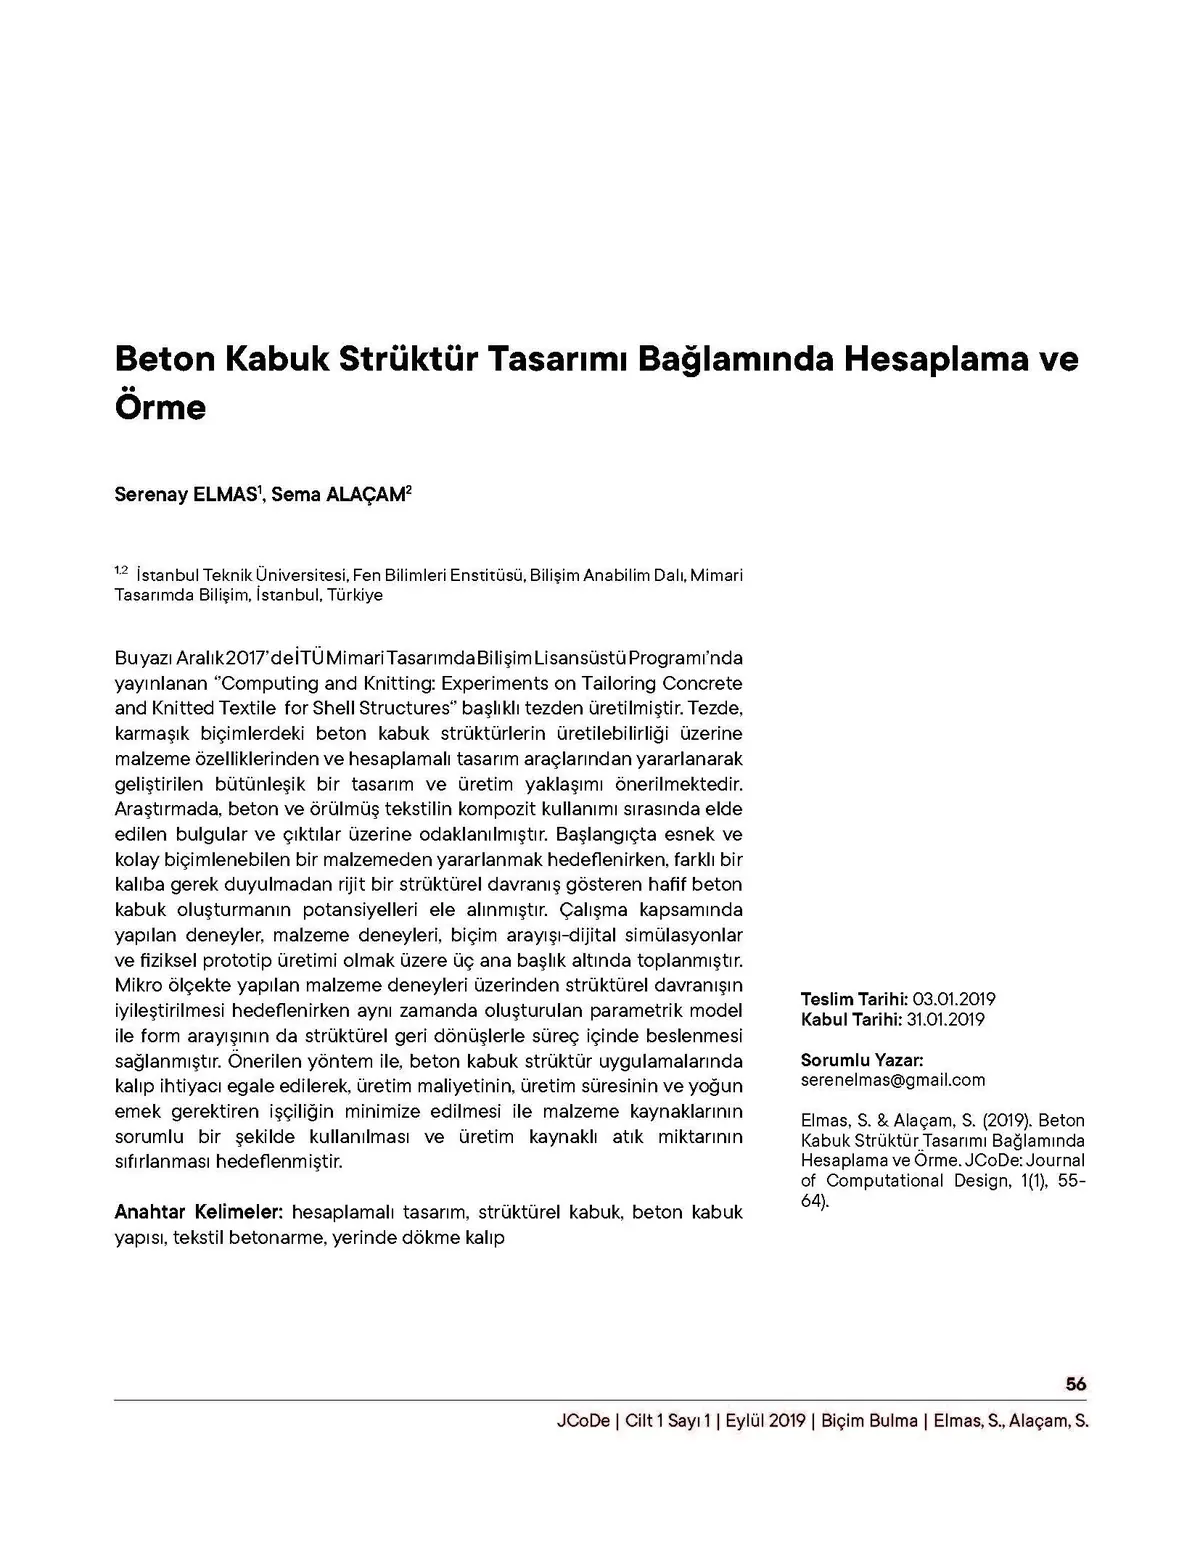 Beton Kabuk Strüktür Tasarımı Bağlamında Hesaplama ve
Örme
Serenay ELMAS¹, Sema ALAÇAM²
¹,² İstanbul Teknik Üniversitesi, Fen Bilimleri Enstitüsü, Bilişim Anabilim Dalı, Mimari
Tasarımda Bilişim, İstanbul, Türkiye
Bu yazı Aralık 2017’de İTÜ Mimari Tasarımda Bilişim Lisansüstü Programı’nda
yayınlanan “Computing and Knitting: Experiments on Tailoring Concrete
and Knitted Textile for Shell Structures“ başlıklı tezden üretilmiştir. Tezde,
karmaşık biçimlerdeki beton kabuk strüktürlerin üretilebilirliği üzerine
malzeme özelliklerinden ve hesaplamalı tasarım araçlarından yararlanarak
geliştirilen bütünleşik bir tasarım ve üretim yaklaşımı önerilmektedir.
Araştırmada, beton ve örülmüş tekstilin kompozit kullanımı sırasında elde
edilen bulgular ve çıktılar üzerine odaklanılmıştır. Başlangıçta esnek ve
kolay biçimlenebilen bir malzemeden yararlanmak hedeflenirken, farklı bir
kalıba gerek duyulmadan rijit bir strüktürel davranış gösteren hafif beton
kabuk oluşturmanın potansiyelleri ele alınmıştır. Çalışma kapsamında
yapılan deneyler, malzeme deneyleri, biçim arayışı-dijital simülasyonlar
ve fiziksel prototip üretimi olmak üzere üç ana başlık altında toplanmıştır.
Mikro ölçekte yapılan malzeme deneyleri üzerinden strüktürel davranışın
iyileştirilmesi hedeflenirken aynı zamanda oluşturulan parametrik model
ile form arayışının da strüktürel geri dönüşlerle süreç içinde beslenmesi
sağlanmıştır. Önerilen yöntem ile, beton kabuk strüktür uygulamalarında
kalıp ihtiyacı egale edilerek, üretim maliyetinin, üretim süresinin ve yoğun
emek gerektiren işçiliğin minimize edilmesi ile malzeme kaynaklarının
sorumlu bir şekilde kullanılması ve üretim kaynaklı atık miktarının
sıfırlanması hedeflenmiştir.
Anahtar Kelimeler: hesaplamalı tasarım, strüktürel kabuk, beton kabuk
yapısı, tekstil betonarme, yerinde dökme kalıp
Teslim Tarihi: 03.01.2019
Kabul Tarihi: 31.01.2019
Sorumlu Yazar:
serenelmas@gmail.com
Elmas, S. & Alaçam, S. (2019). Beton
Kabuk Strüktür Tasarımı Bağlamında
Hesaplama ve Örme. JCoDe: Journal
of Computational Design, 1(1), 55-
64).
56
JCoDe | Cilt 1 Sayı 1 | Eylül 2019 | Biçim Bulma | Elmas, S., Alaçam, S.